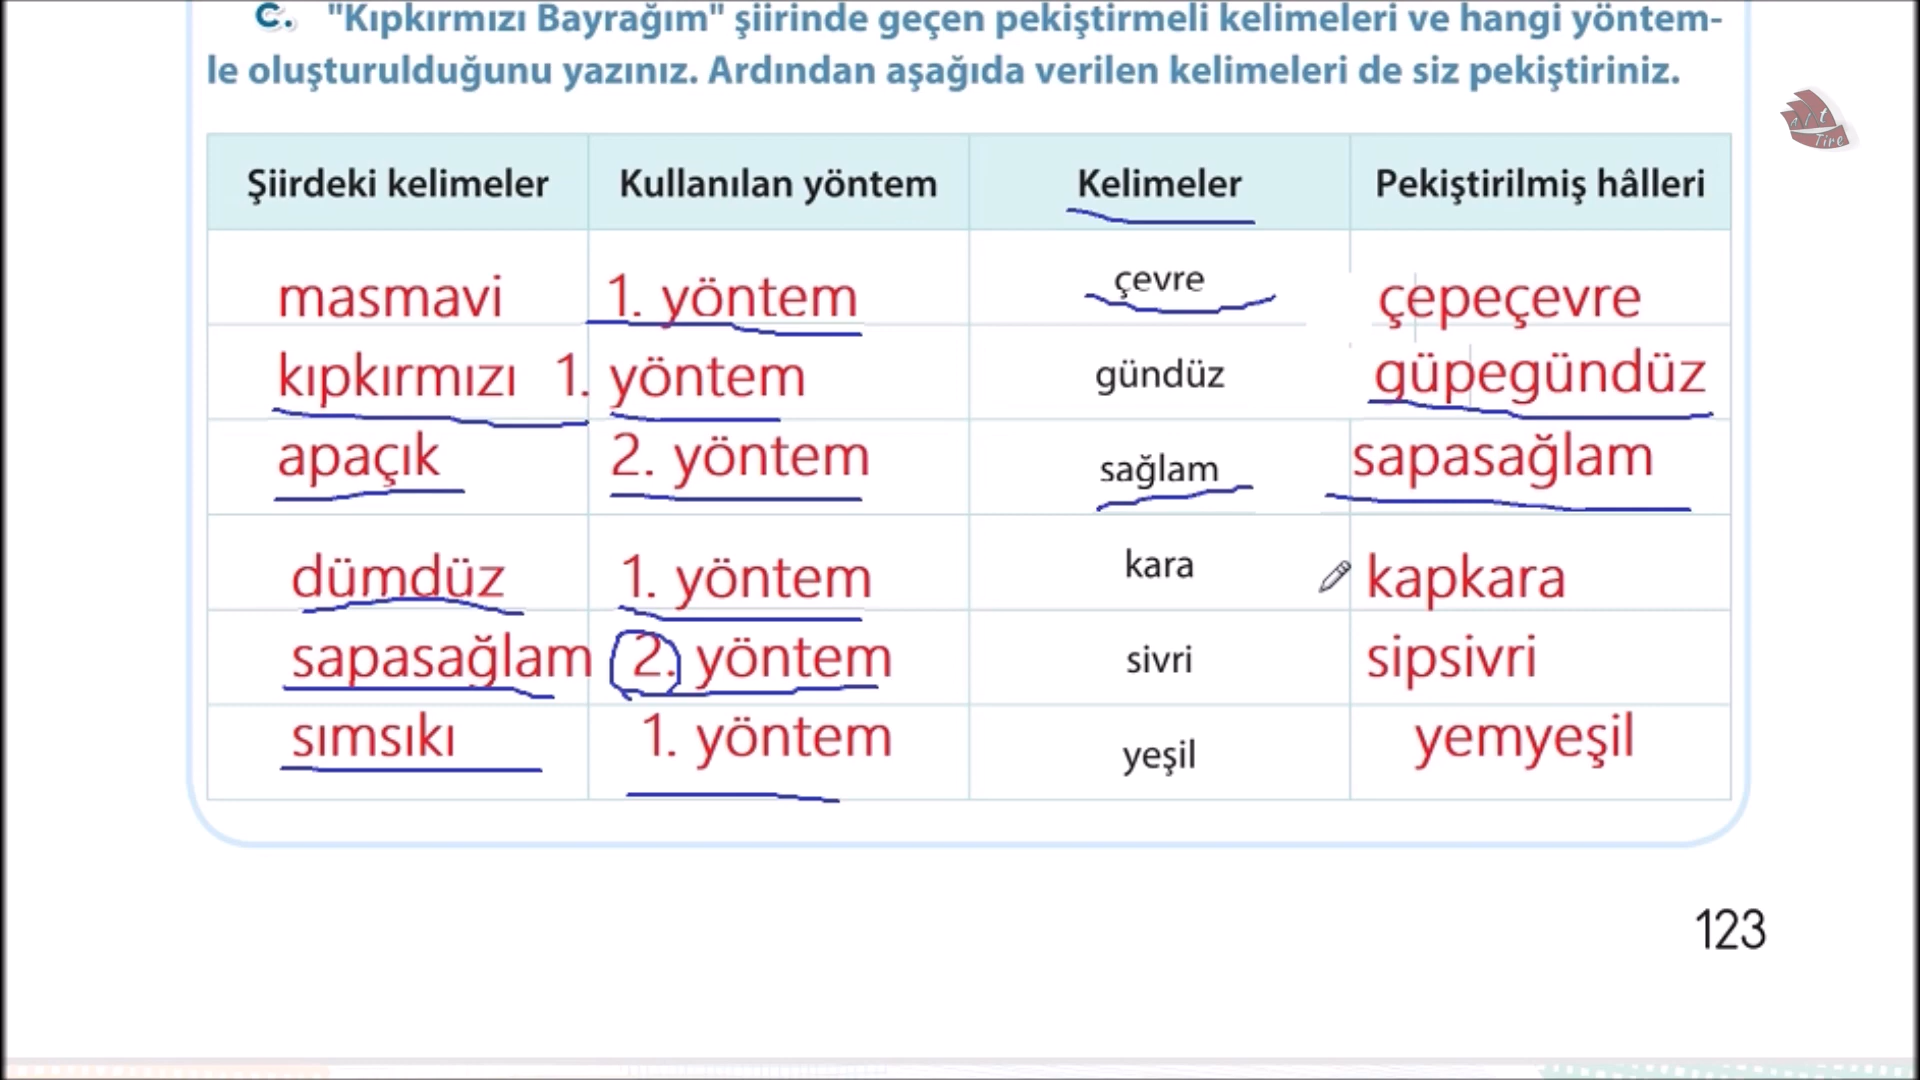 C. "Kıpkırmızı Bayrağım" şiirinde geçen pekiştirmeli kelimeleri ve hangi yöntem-
le oluşturulduğunu yazınız. Ardından aşağıda verilen kelimeleri de siz pekiştiriniz.
Şiirdeki kelimeler Kullanılan yöntem Kelimeler Pekiştirilmiş hâlleri
masmavi 1. yöntem çevre çepeçevre
kıpkırmızı 1. yöntem gündüz güpegündüz
apaçık 2. yöntem sağlam sapasağlam
dümdüz 1. yöntem kara kapkara
sapasağlam 2. yöntem sivri sipsivri
sımsıkı 1. yöntem yeşil yemyeşil
123